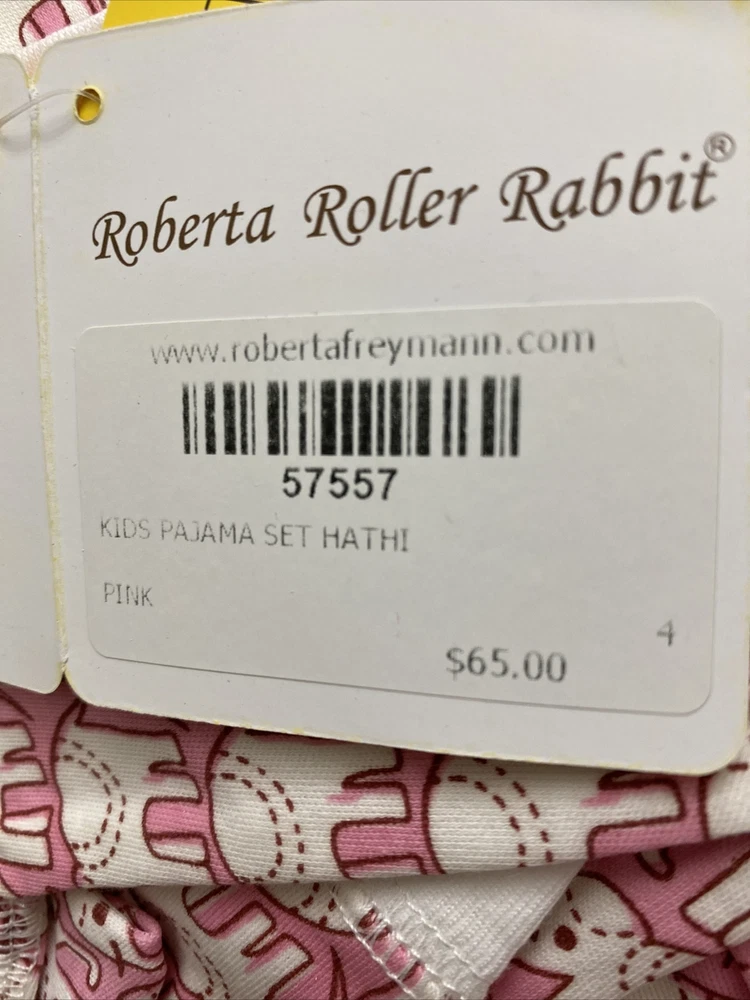 Roberta Roller Rabbit®
www.robertafreymann.com
57557
KIDS PAJAMA SET HATHI
PINK
4
$65.00